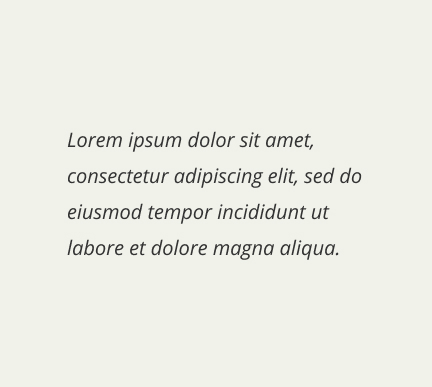 Lorem ipsum dolor sit amet,
consectetur adipiscing elit, sed do
eiusmod tempor incididunt ut
labore et dolore magna aliqua.